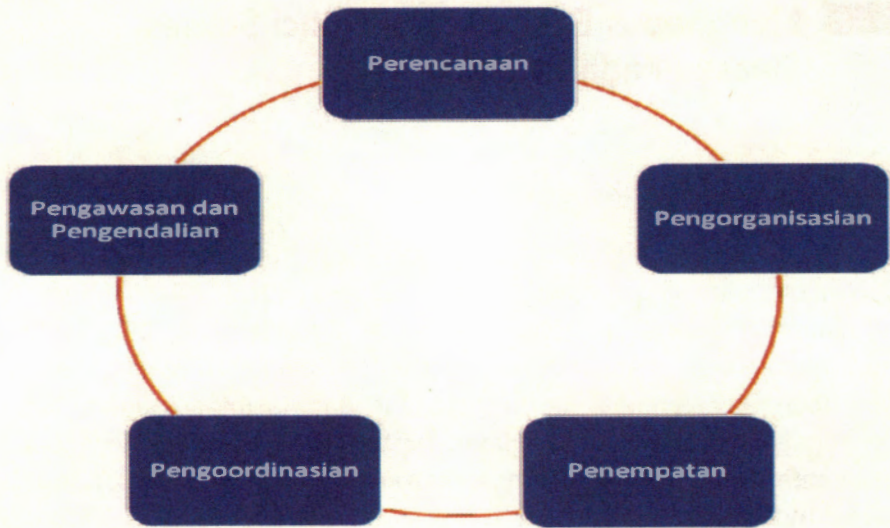 Perencanaan
Pengorganisasian
Penempatan
Pengoordinasian
Pengawasan dan
Pengendalian